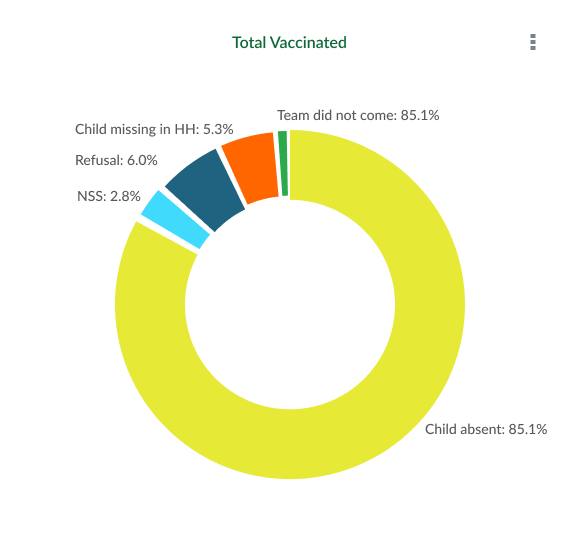 Total Vaccinated
Team did not come: 85.1%
Child missing in HH: 5.3%
Refusal: 6.0%
NSS: 2.8%
Child absent: 85.1%